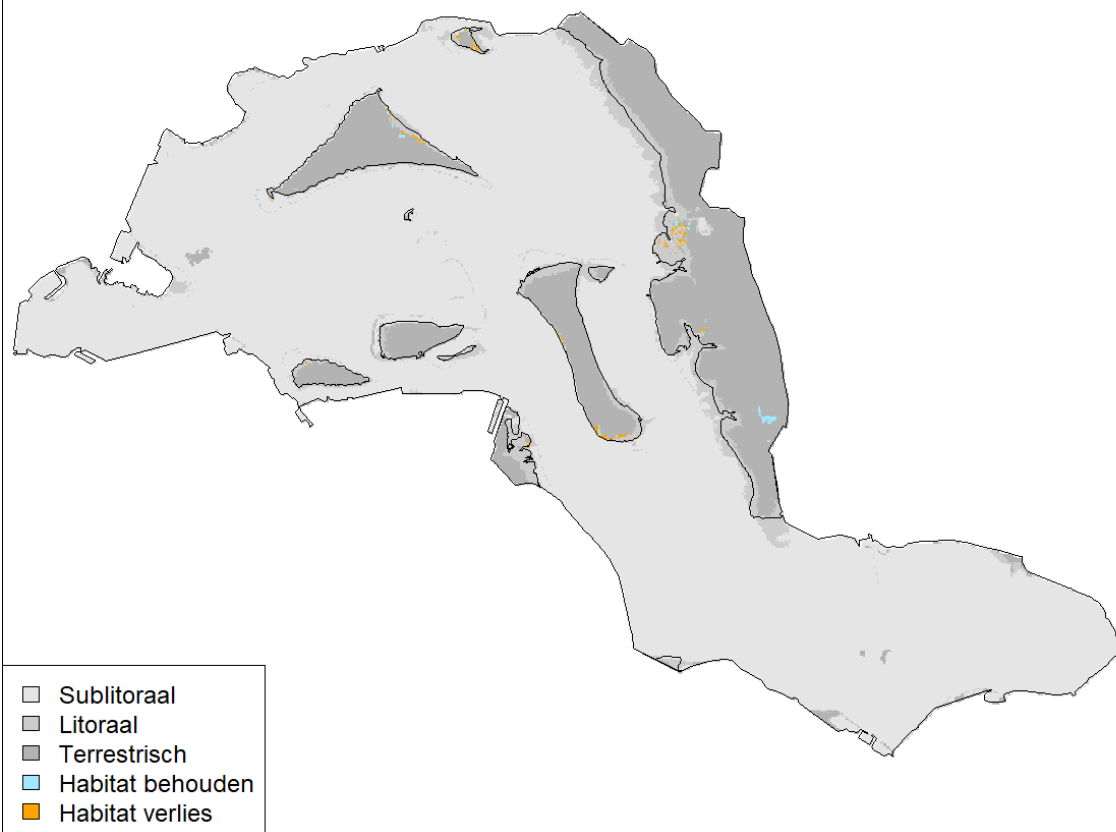 Sublitoraal
Litoraal
Terrestrisch
Habitat behouden
Habitat verlies